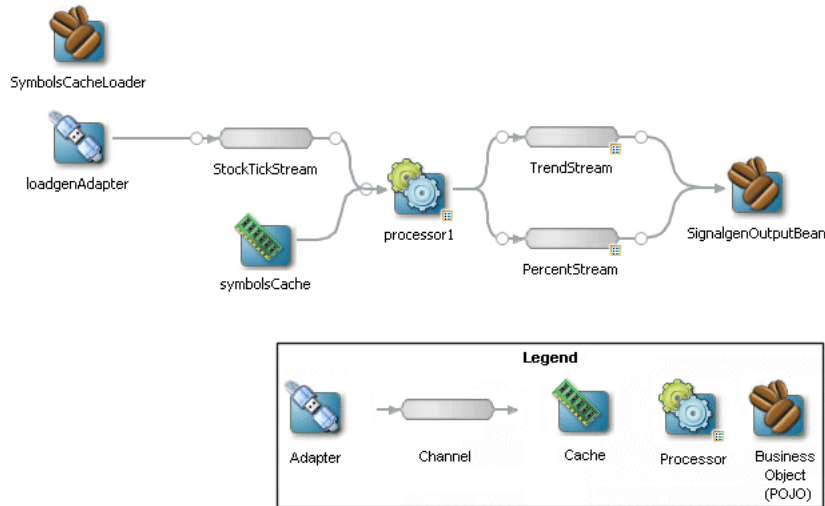 SymbolsCacheLoader
loadgenAdapter
StockTickStream
symbolsCache
processor1
TrendStream
PercentStream
SignalgenOutputBean
Legend
Adapter
Channel
Cache
Processor
Business
Object
(POJO)